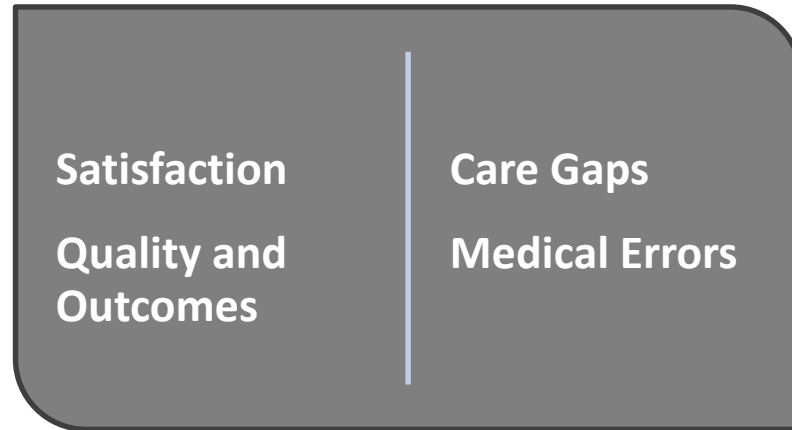 Satisfaction
Quality and
Outcomes
Care Gaps
Medical Errors